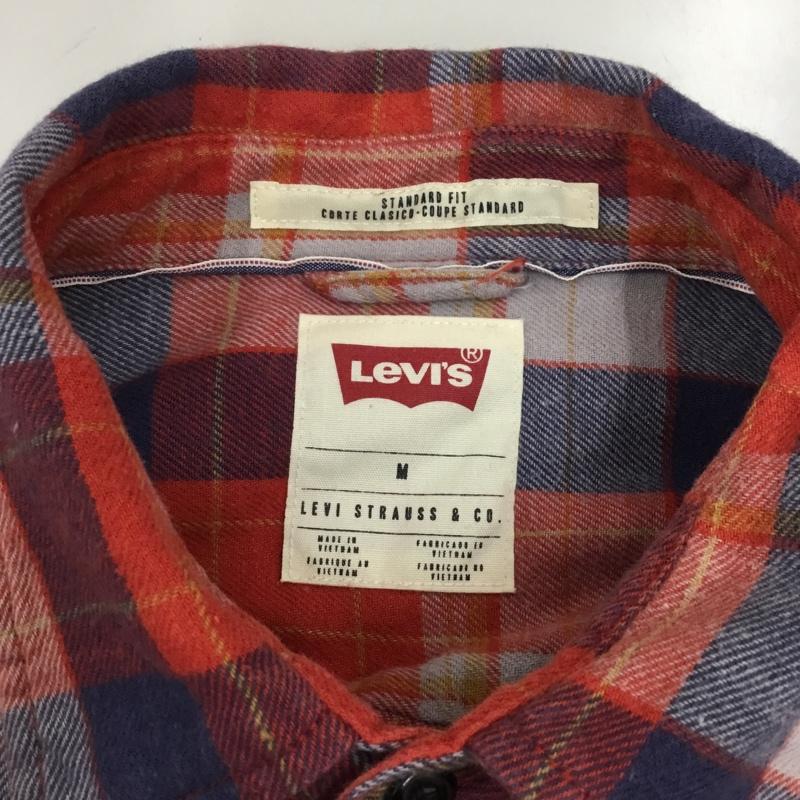 STANDARD FIT
CORTE CLASICO-COUPE STANDARD
LEVI'S®
M
LEVI STRAUSS & CO.
MADE IN
VIETNAM
FABRIQUE AU
VIETNAM
FABRICADO EN
VIETNAM
FABRICADO NO
VIETNAM